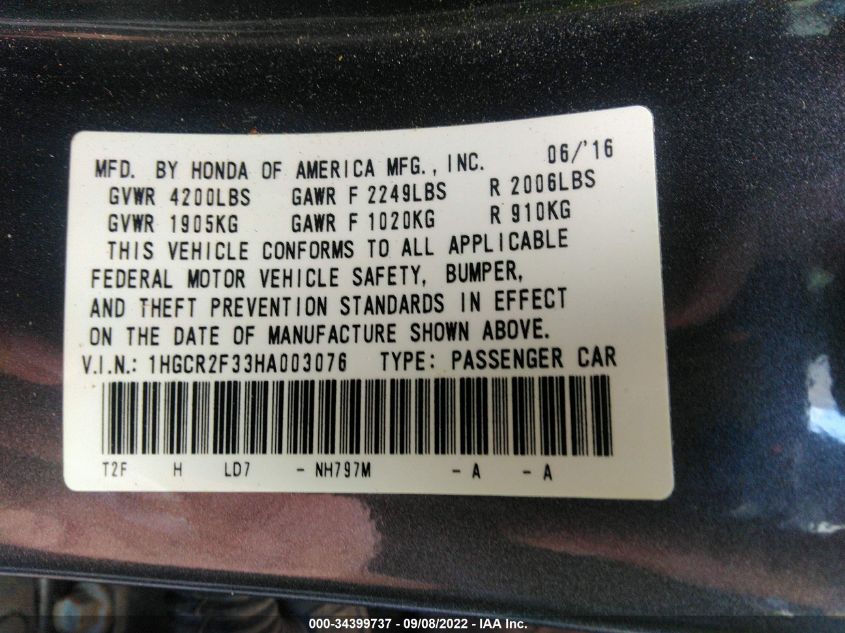 MFD. BY HONDA OF AMERICA MFG., INC. 06/'16
GVWR 4200LBS GAWR F 2249LBS R 2006LBS
GVWR 1905KG GAWR F 1020KG R 910KG
THIS VEHICLE CONFORMS TO ALL APPLICABLE
FEDERAL MOTOR VEHICLE SAFETY, BUMPER,
AND THEFT PREVENTION STANDARDS IN EFFECT
ON THE DATE OF MANUFACTURE SHOWN ABOVE.
V.I.N.: 1HGCR2F33HA003076 TYPE: PASSENGER CAR
T2F H LD7 - NH797M - A - A
000-34399737 - 09/08/2022 - IAA Inc.